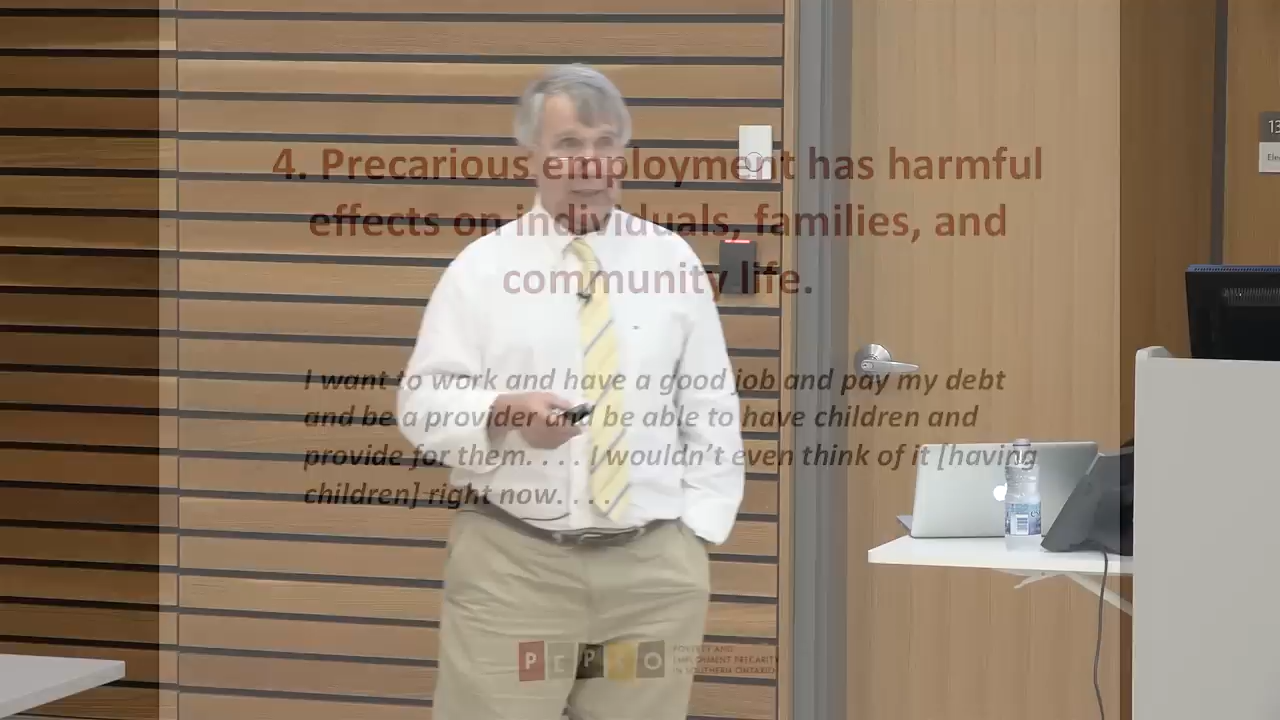 4. Precarious employment has harmful
effects on individuals, families, and
community life.
I want to work and have a good job and pay my debt
and be a provider and be able to have children and
provide for them. . . . I wouldn't even think of it [having
children] right now. . . .
PEPSO
POVERTY AND
EMPLOYMENT PRECARITY
IN SOUTHERN ONTARIO
13
Elec